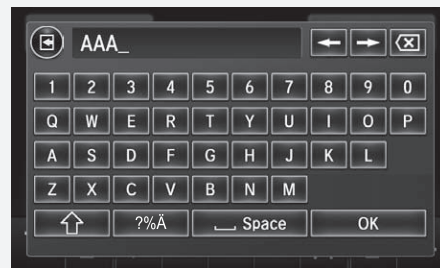 AAA_
1 2 3 4 5 6 7 8 9 0
Q W E R T Y U I O P
A S D F G H J K L
Z X C V B N M
?%Ä Space OK